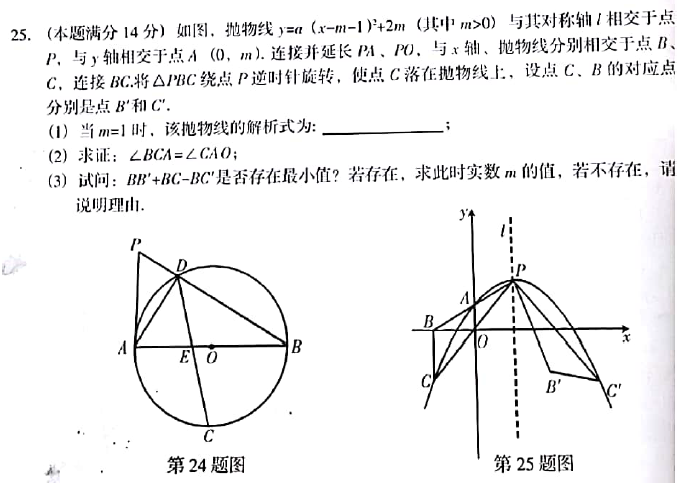 25. (本题满分 14 分) 如图, 抛物线 y=a (x-m-1)²+2m (其中 m>0) 与其对称轴 l 相交于点
P, 与 y 轴相交于点 A (0, m). 连接并延长 PA 、PO, 与 x 轴、抛物线分别相交于点 B、
C, 连接 BC.将△PBC 绕点 P 逆时针旋转, 使点 C 落在抛物线上, 设点 C、B 的对应点
分别是点 B′和 C′.
(1) 当 m=1 时, 该抛物线的解析式为: ____________;
(2) 求证: ∠BCA=∠CAO;
(3) 试问: BB′+BC-BC′是否存在最小值? 若存在, 求此时实数 m 的值, 若不存在, 请
说明理由.
P
D
A
E
O
B
C
第 24 题图
y
l
P
A
B
O
x
C
B′
C′
第 25 题图